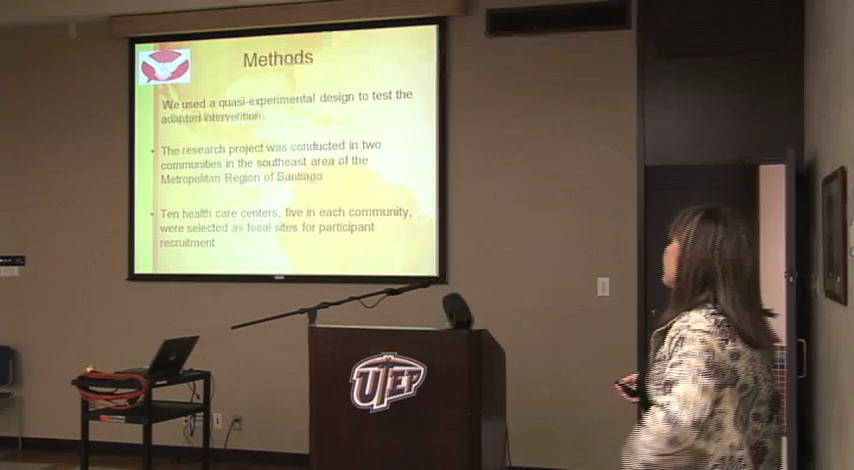 Methods
We used a quasi-experimental design to test the
adapted intervention.
• The research project was conducted in two
communities in the southeast area of the
Metropolitan Region of Santiago
• Ten health care centers, five in each community,
were selected as focal sites for participant
recruitment
UTEP